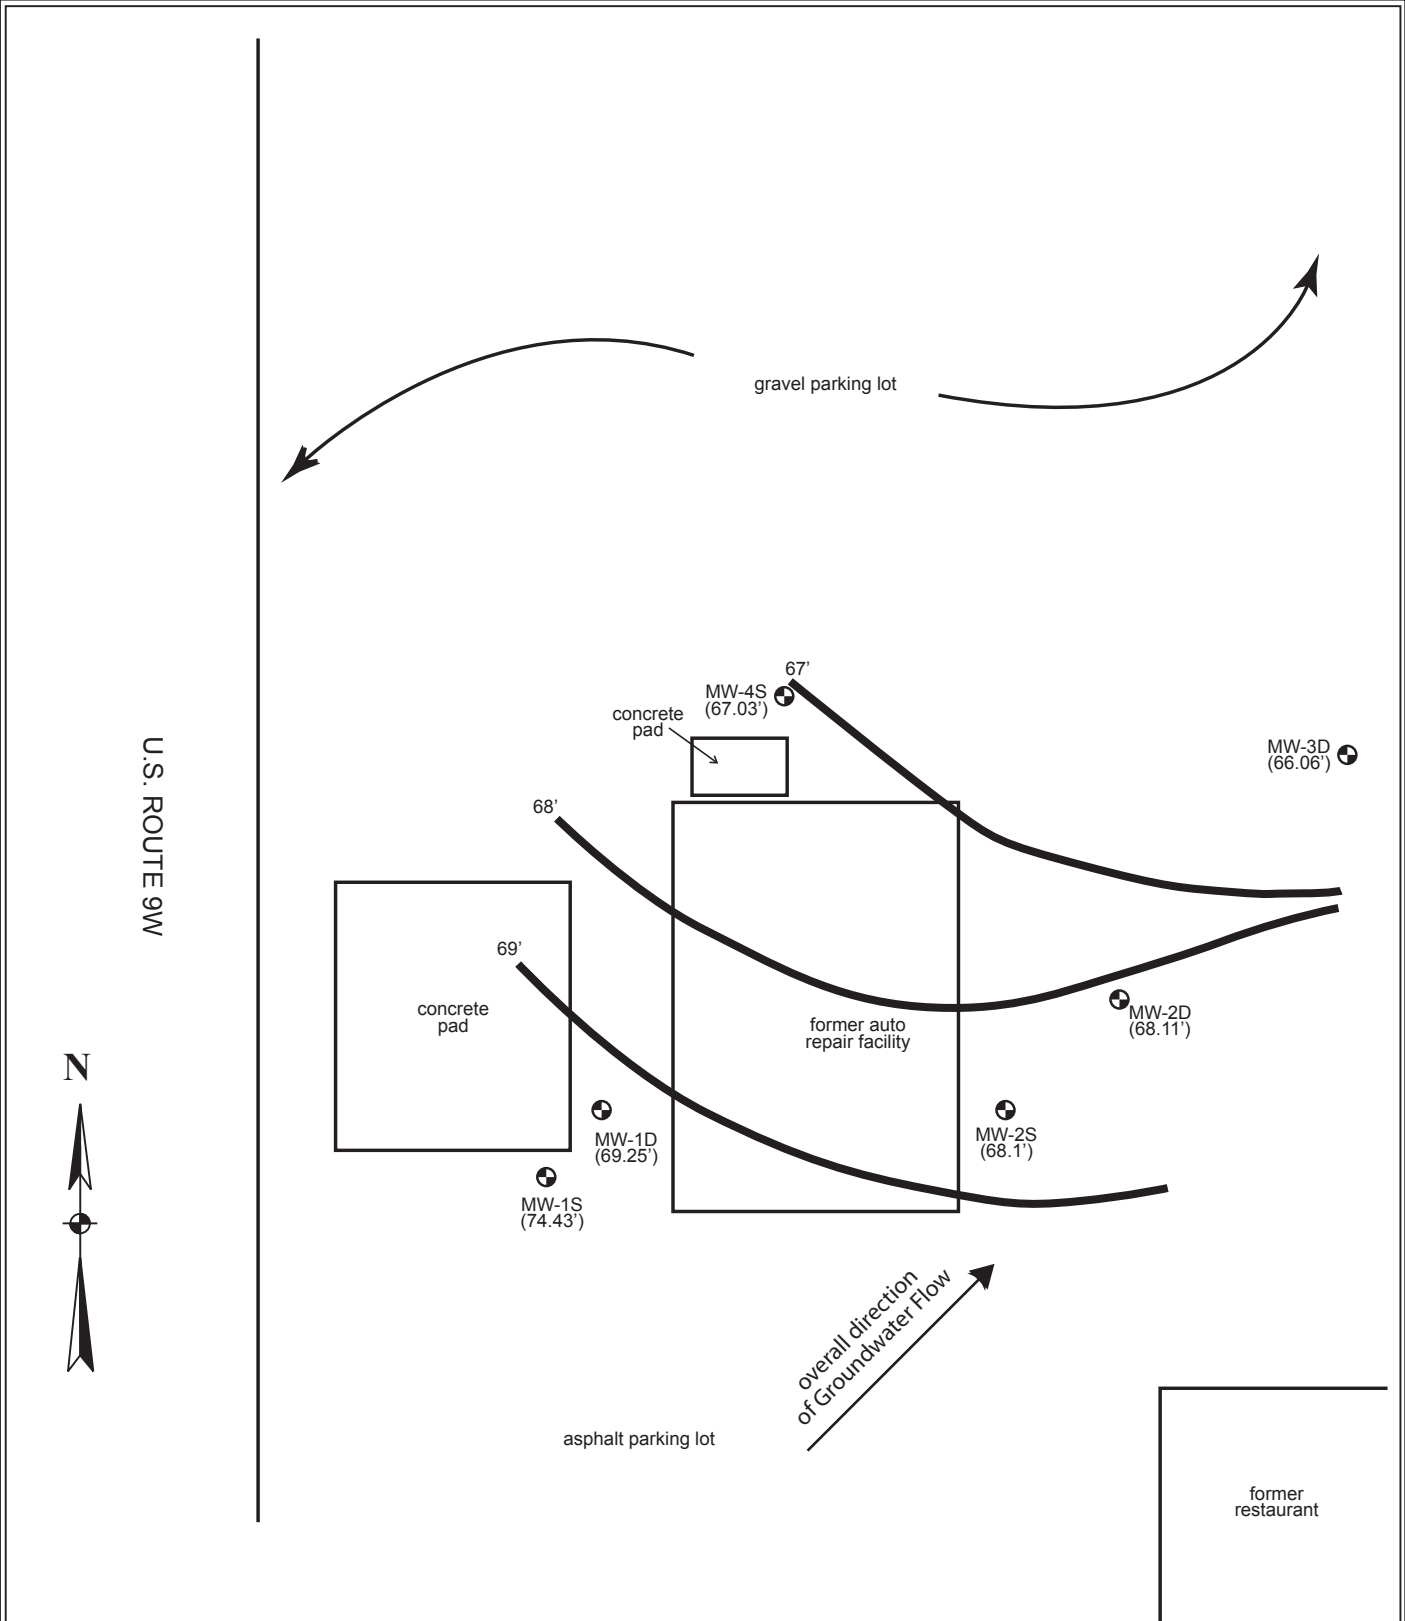 gravel parking lot
67’
MW-4S
(67.03’)
concrete
pad
MW-3D
(66.06’)
U.S. ROUTE 9W
68’
69’
concrete
pad
former auto
repair facility
MW-2D
(68.11’)
N
MW-1D
(69.25’)
MW-2S
(68.1’)
MW-1S
(74.43’)
overall direction
of Groundwater Flow
asphalt parking lot
former
restaurant